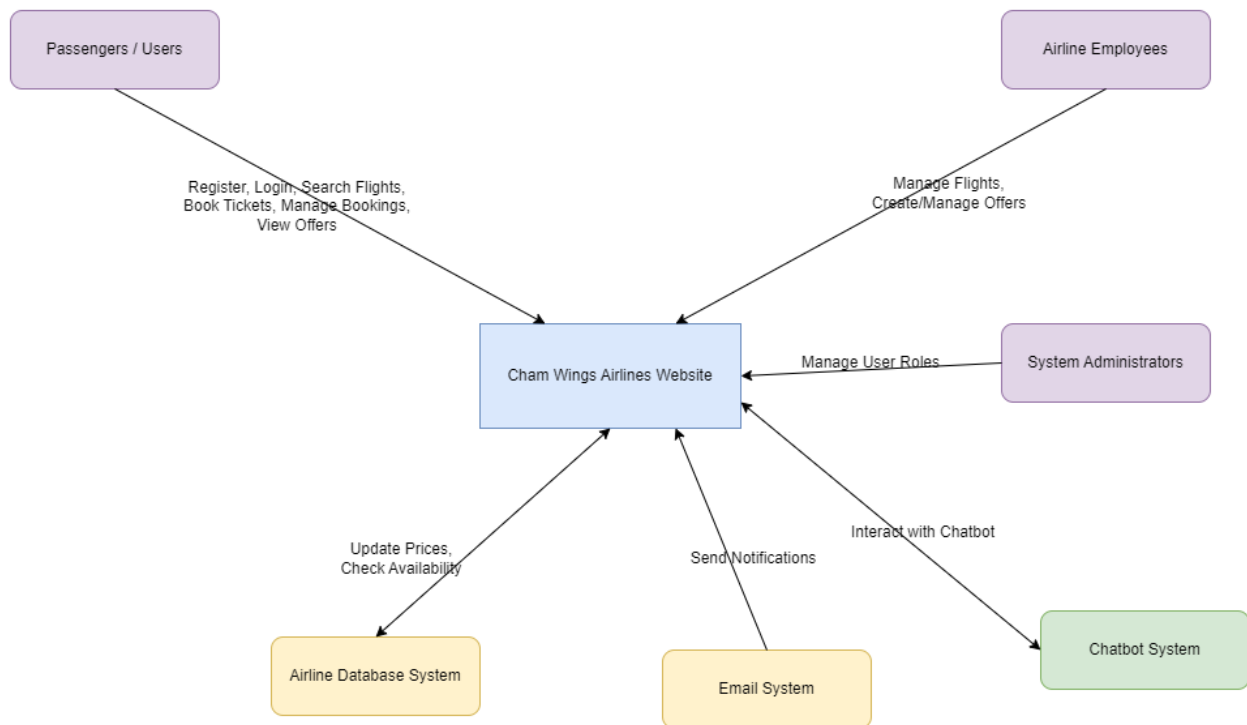 Passengers / Users
Airline Employees
Register, Login, Search Flights,
Book Tickets, Manage Bookings,
View Offers
Manage Flights,
Create/Manage Offers
Cham Wings Airlines Website
Manage User Roles
System Administrators
Update Prices,
Check Availability
Send Notifications
Interact with Chatbot
Airline Database System
Email System
Chatbot System